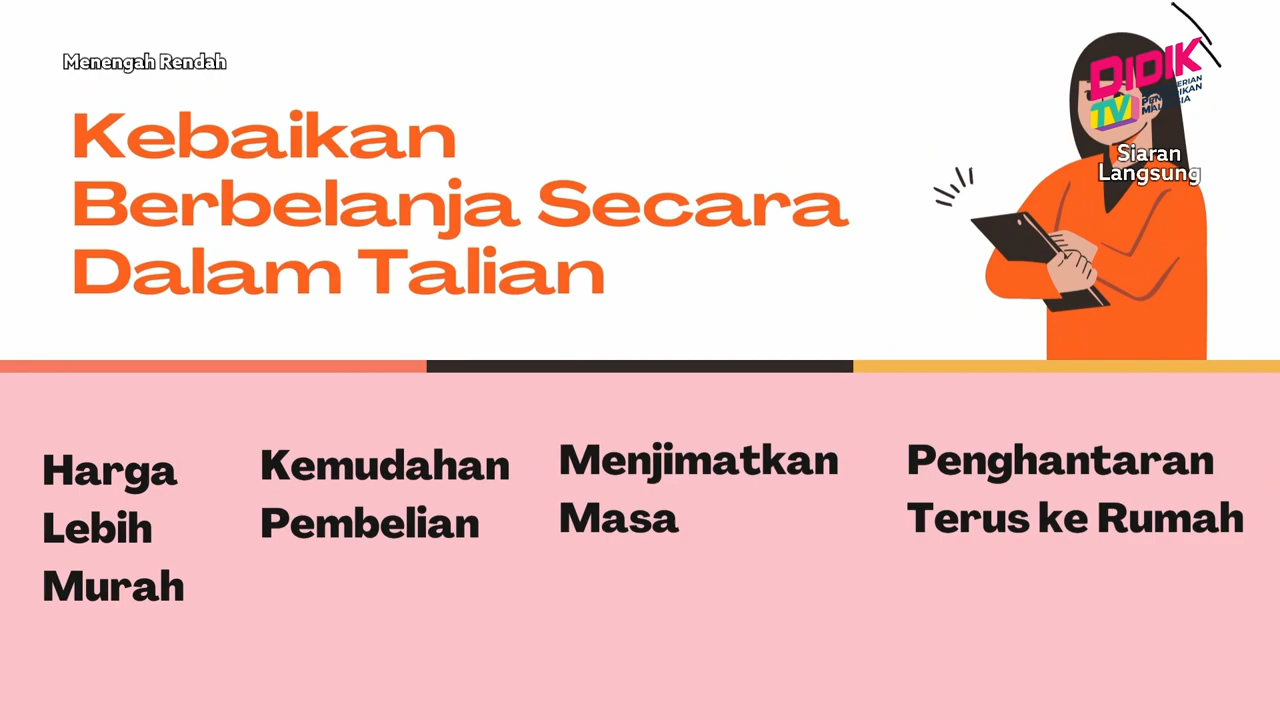 Menengah Rendah
Kebaikan
Berbelanja Secara
Dalam Talian
DIDIK
TV
Siaran
Langsung
Harga
Lebih
Murah
Kemudahan
Pembelian
Menjimatkan
Masa
Penghantaran
Terus ke Rumah